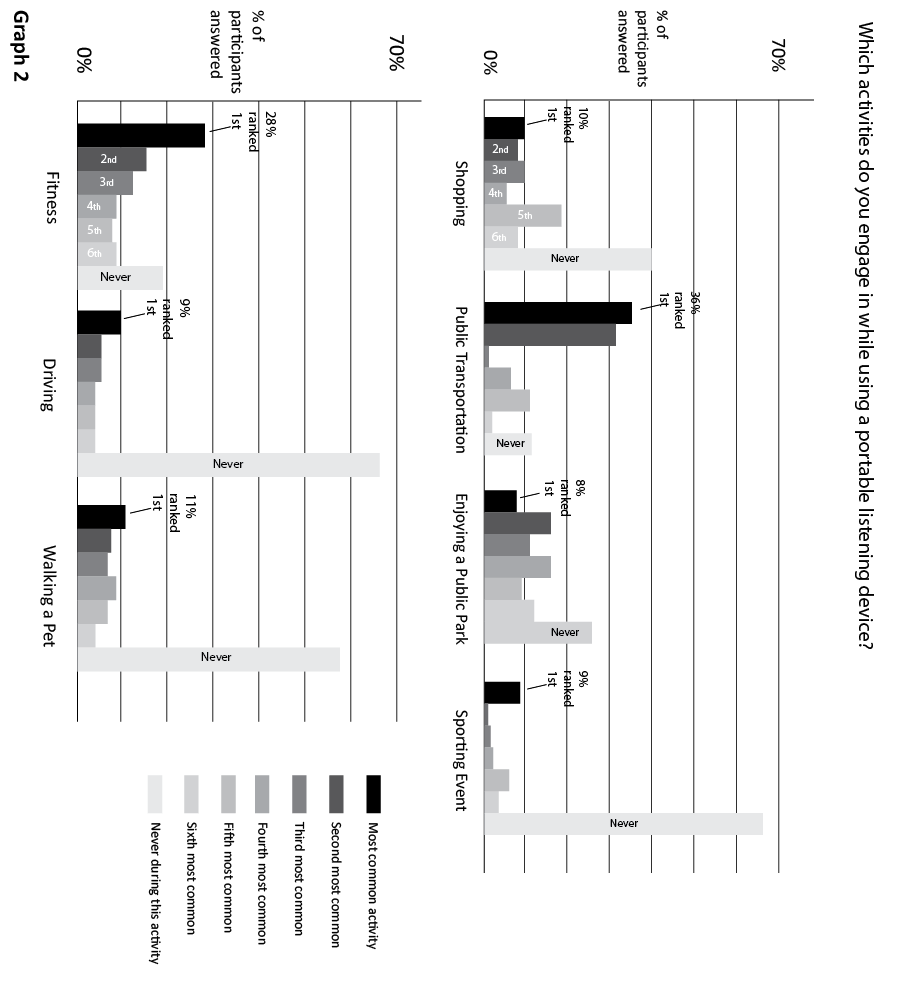 Which activities do you engage in while using a portable listening device?
70%
% of
participants
answered
0%
10%
ranked
1st
2nd
3rd
4th
5th
6th
Never
Shopping
36%
ranked
1st
Never
Public Transportation
8%
ranked
1st
Never
Enjoying a Public Park
9%
ranked
1st
Never
Sporting Event
70%
% of
participants
answered
0%
28%
ranked
1st
2nd
3rd
4th
5th
6th
Never
Fitness
9%
ranked
1st
Never
Driving
11%
ranked
1st
Never
Walking a Pet
Most common activity
Second most common
Third most common
Fourth most common
Fifth most common
Sixth most common
Never during this activity
Graph 2